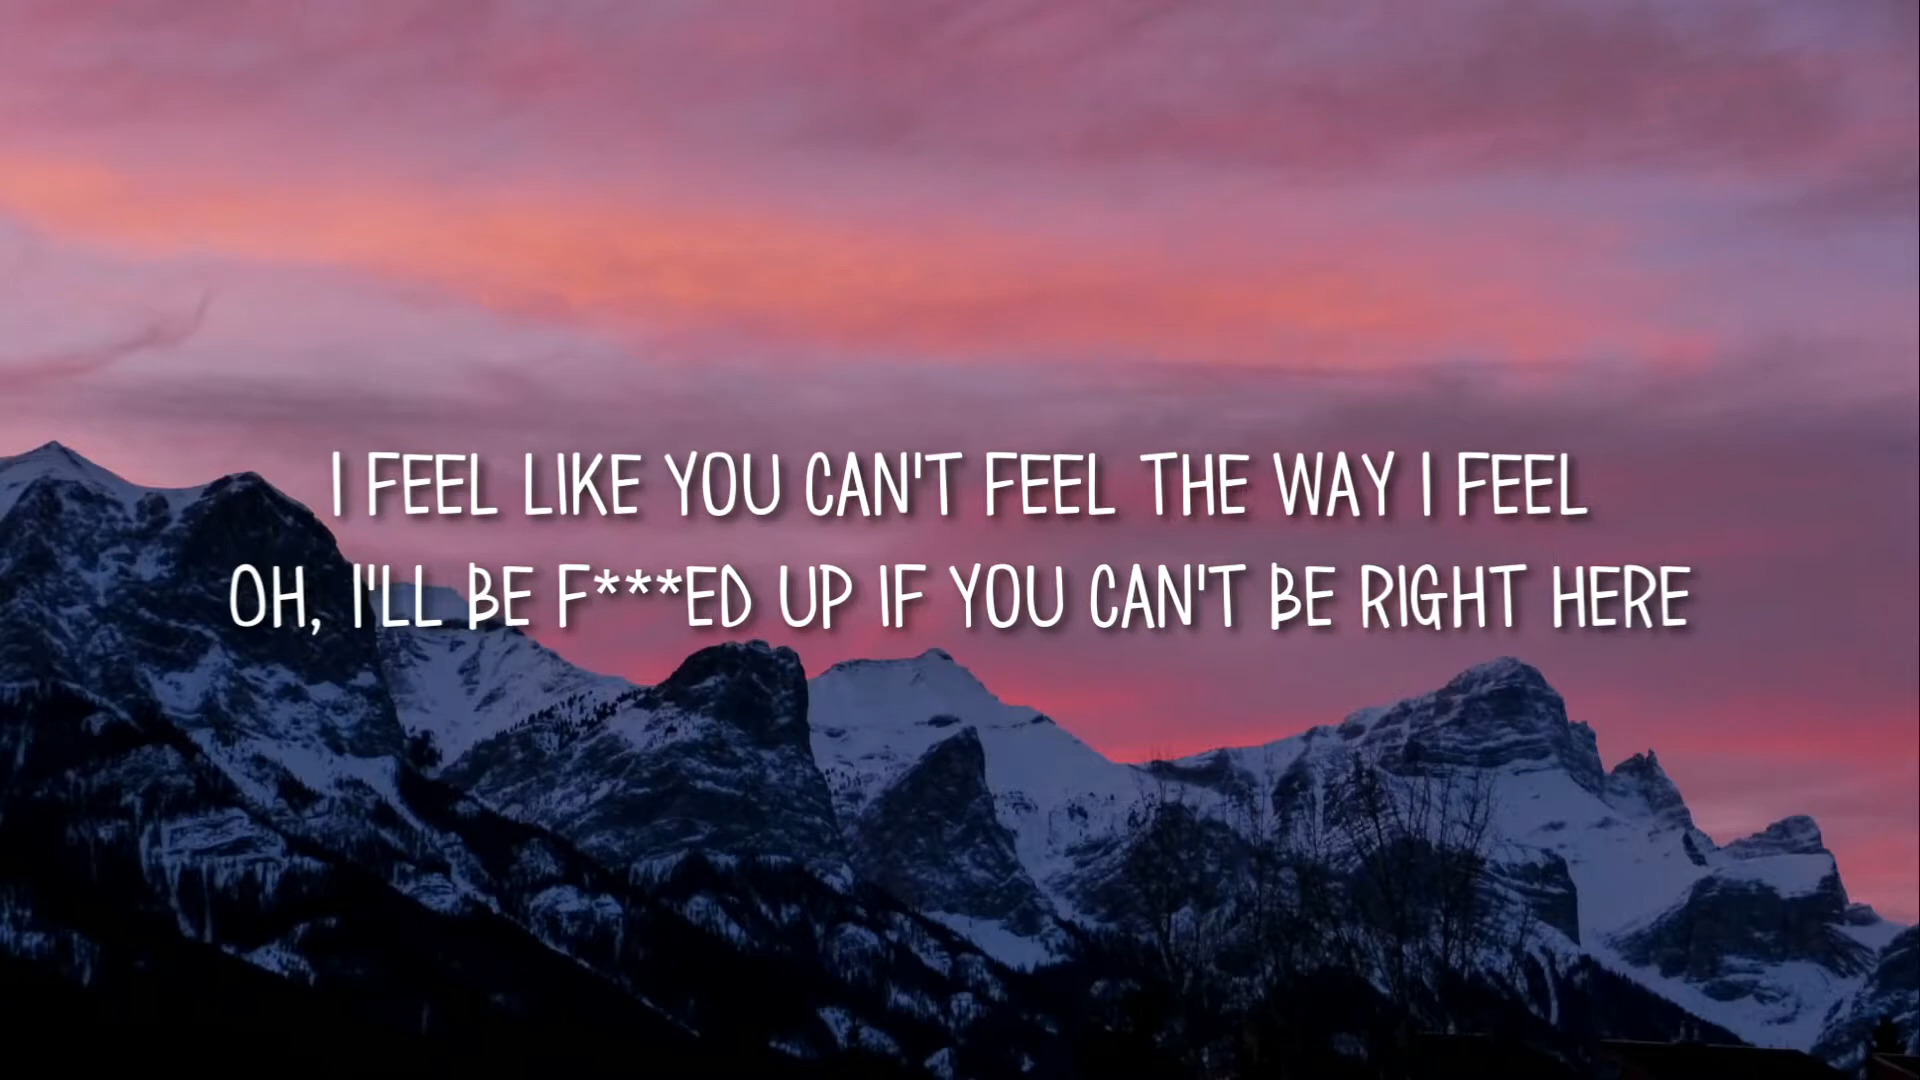 I FEEL LIKE YOU CAN'T FEEL THE WAY I FEEL
OH, I'LL BE F***ED UP IF YOU CAN'T BE RIGHT HERE